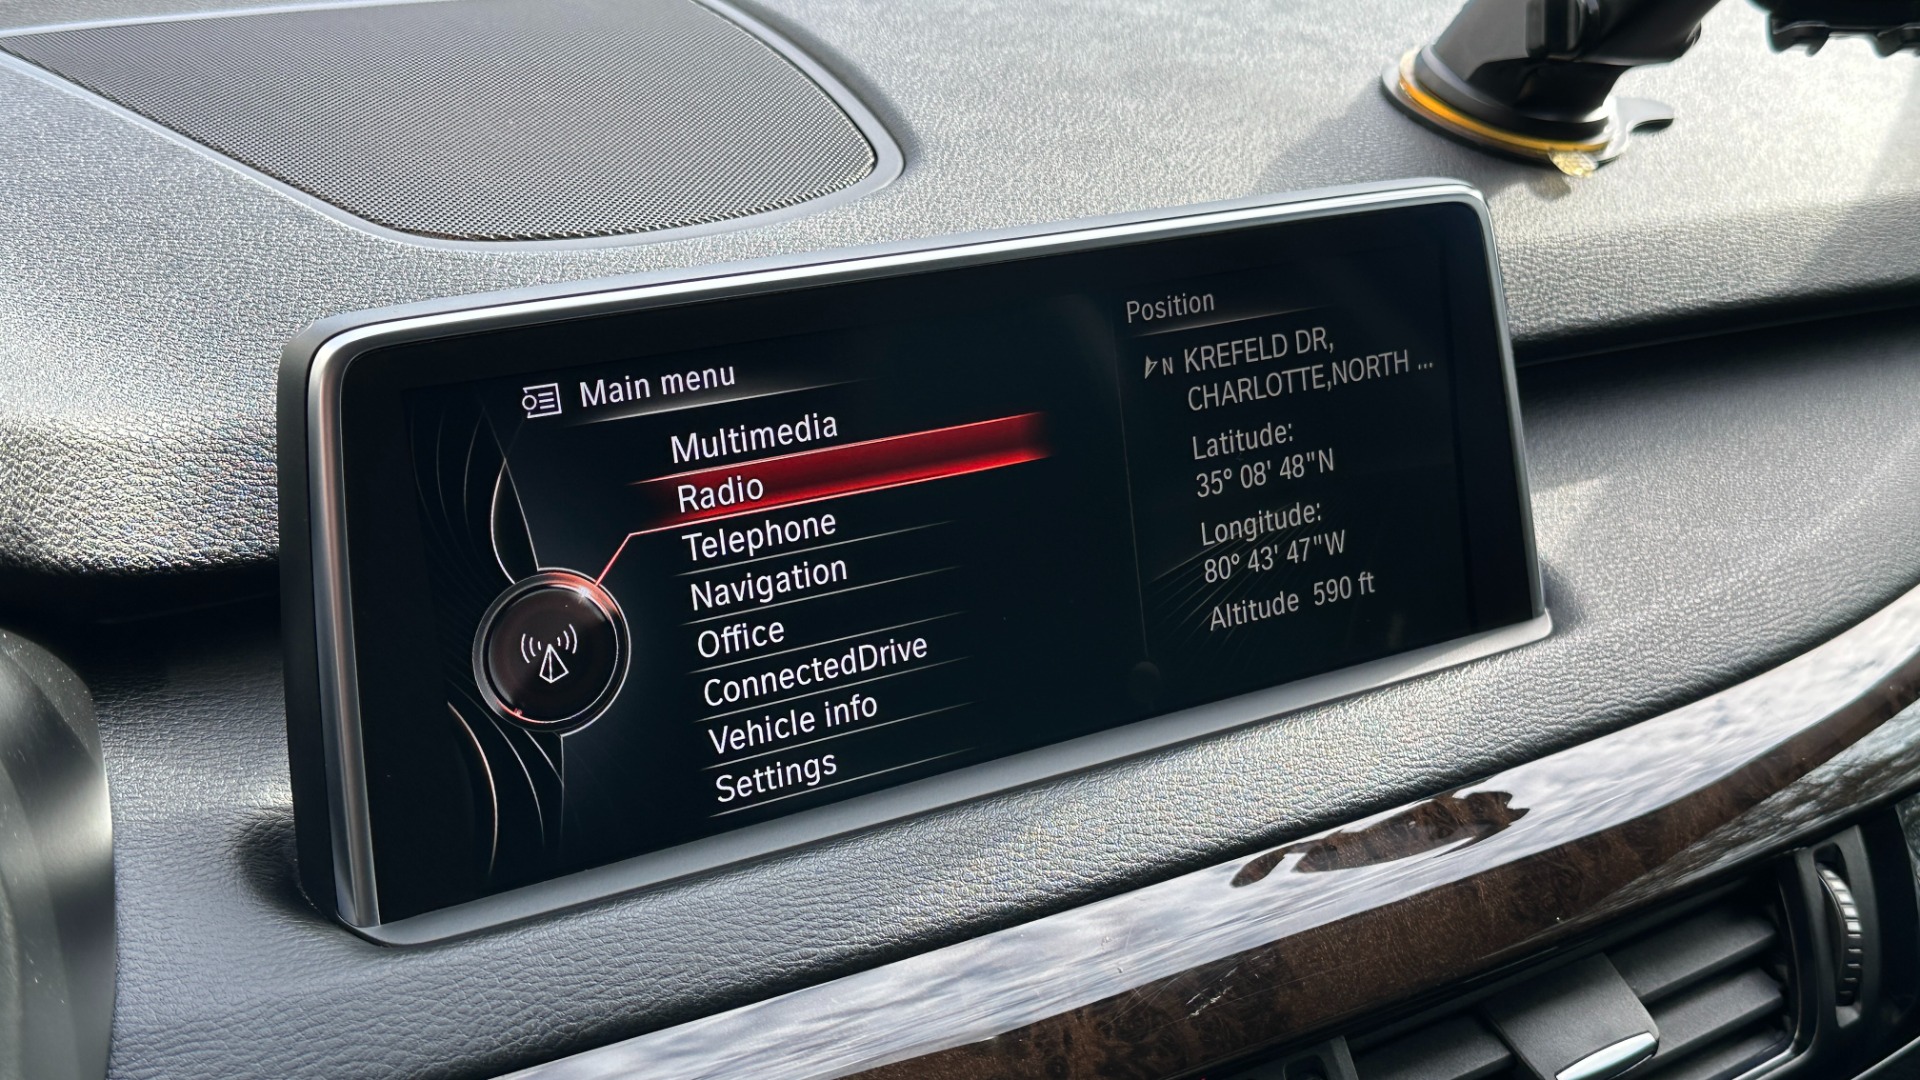 Main menu
Multimedia
Radio
Telephone
Navigation
Office
ConnectedDrive
Vehicle info
Settings
Position
N KREFELD DR,
CHARLOTTE,NORTH ...
Latitude:
35° 08' 48"N
Longitude:
80° 43' 47"W
Altitude 590 ft